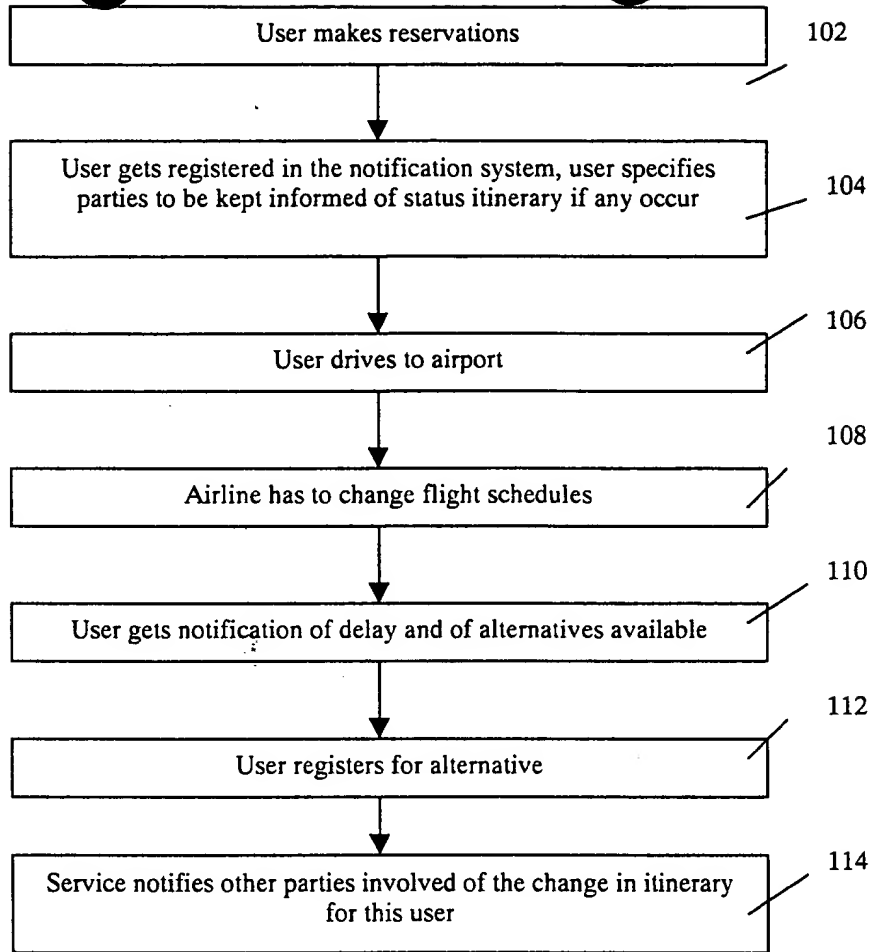 User makes reservations
102
User gets registered in the notification system, user specifies
parties to be kept informed of status itinerary if any occur
104
106
User drives to airport
108
Airline has to change flight schedules
110
User gets notification of delay and of alternatives available
112
User registers for alternative
114
Service notifies other parties involved of the change in itinerary
for this user